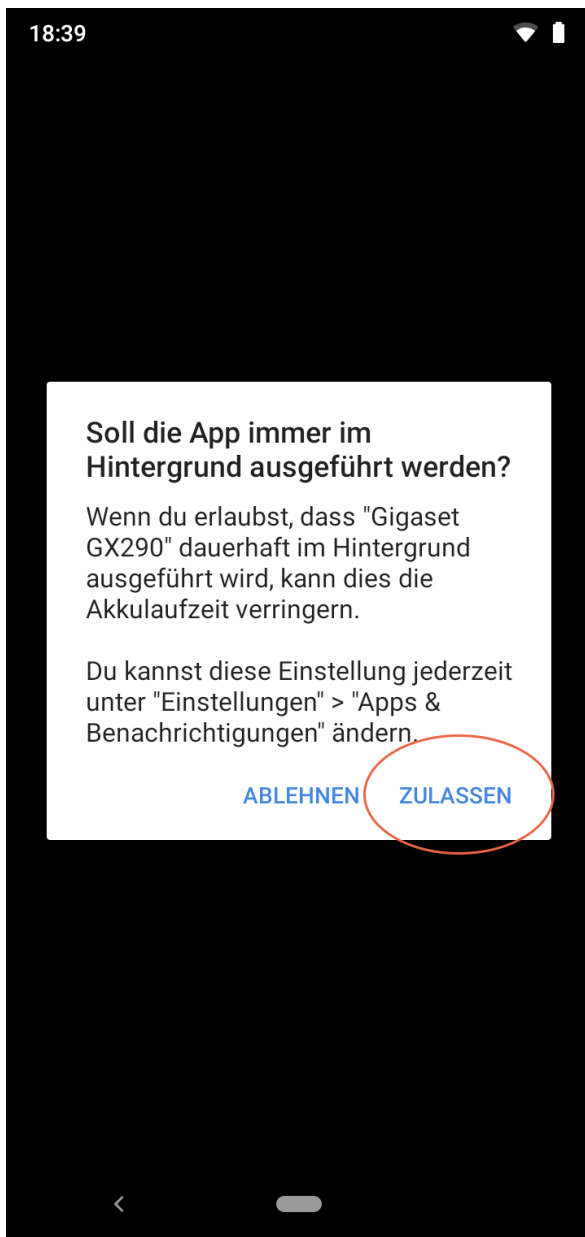 18:39
Soll die App immer im
Hintergrund ausgeführt werden?
Wenn du erlaubst, dass "Gigaset
GX290" dauerhaft im Hintergrund
ausgeführt wird, kann dies die
Akkulaufzeit verringern.
Du kannst diese Einstellung jederzeit
unter "Einstellungen" > "Apps &
Benachrichtigungen" ändern.
ABLEHNEN ZULASSEN